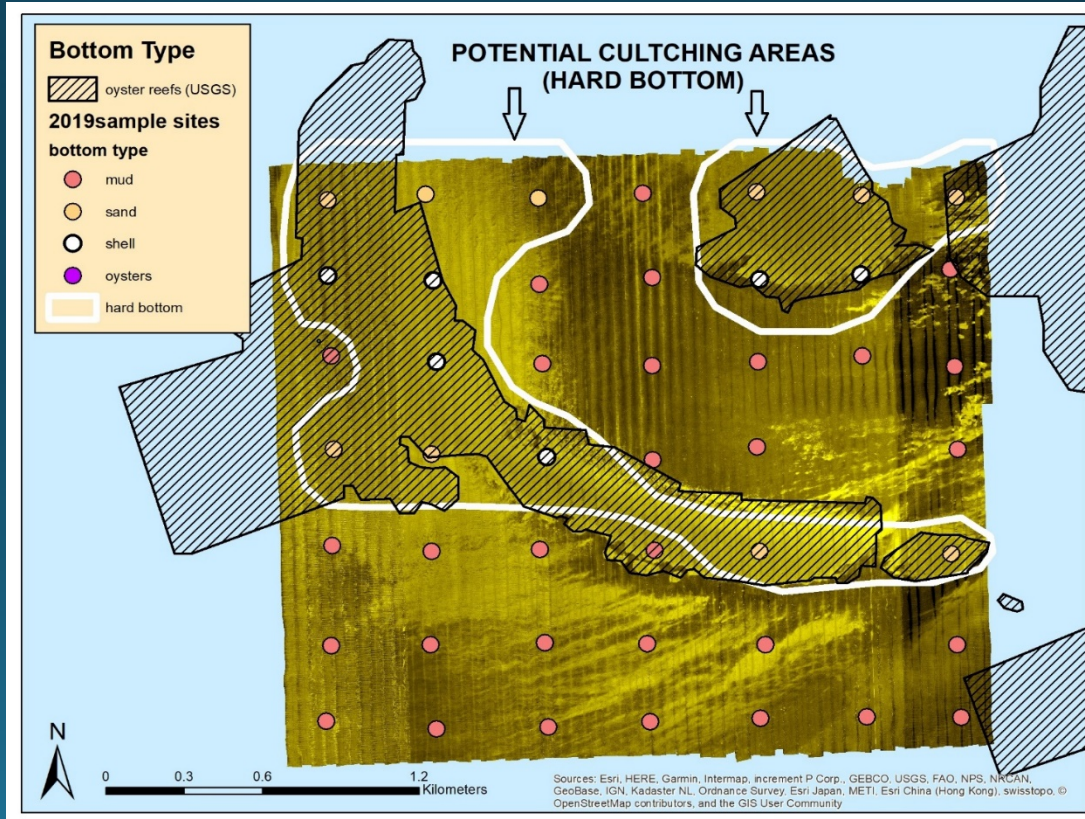 Bottom Type
oyster reefs (USGS)
2019sample sites
bottom type
mud
sand
shell
oysters
hard bottom
POTENTIAL CULTCHING AREAS
(HARD BOTTOM)
N
0 0.3 0.6 1.2
Kilometers
Sources: Esri, HERE, Garmin, Intermap, increment P Corp., GEBCO, USGS, FAO, NPS, NRCAN,
GeoBase, IGN, Kadaster NL, Ordnance Survey, Esri Japan, METI, Esri China (Hong Kong), swisstopo, ©
OpenStreetMap contributors, and the GIS User Community